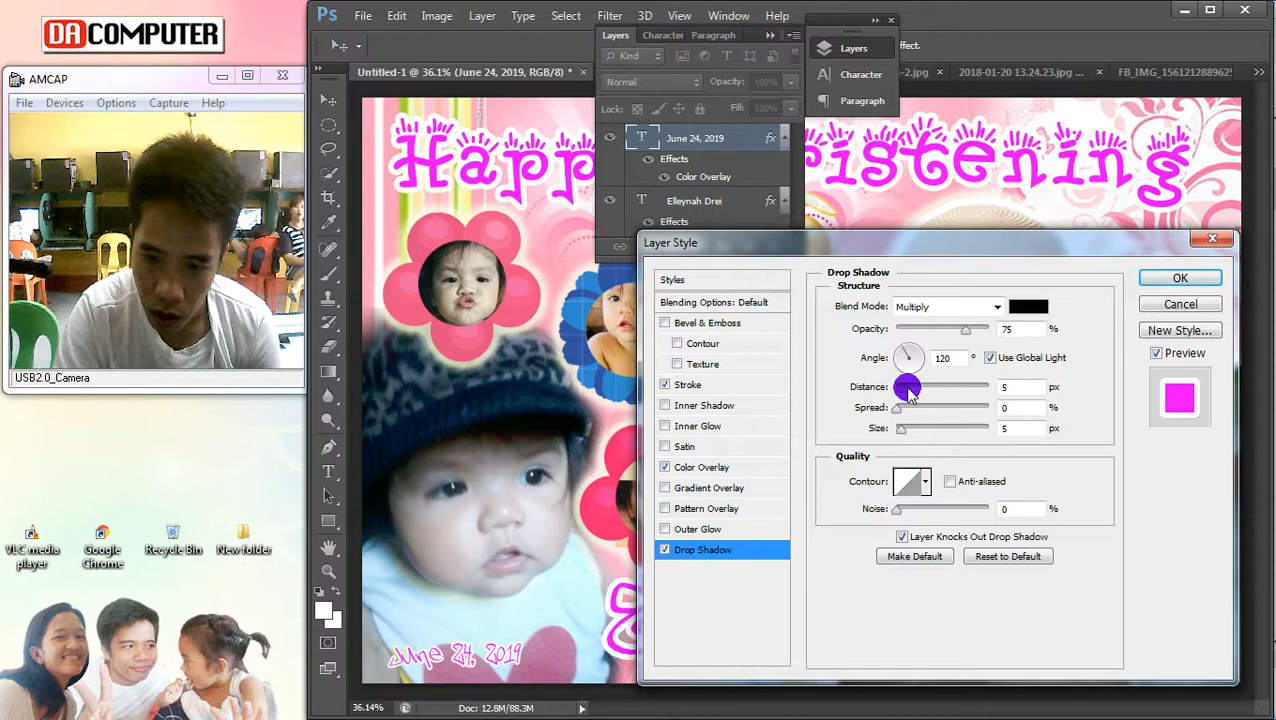 DA COMPUTER
AMCAP
File Devices Options Capture Help
USB2.0_Camera
VLC media player
Google Chrome
Recycle Bin
New folder
Ps File Edit Image Layer Type Select Filter 3D View Window Help
Untitled-1 @ 36.1% (June 24, 2019, RGB/8) *
-2.jpg
2018-01-20 13.24.23.jpg ...
FB_IMG_1561212889625
ffect.
Layers Character Paragraph
Kind
Normal Opacity: 100%
Lock: Fill: 100%
T June 24, 2019 fx
Effects
Color Overlay
T Elleynah Drei fx
Effects
Layers
Character
Paragraph
Happ
ristening
June 24, 2019
Layer Style
Styles
Blending Options: Default
Bevel & Emboss
Contour
Texture
Stroke
Inner Shadow
Inner Glow
Satin
Color Overlay
Gradient Overlay
Pattern Overlay
Outer Glow
Drop Shadow
Drop Shadow
Structure
Blend Mode: Multiply
Opacity: 75 %
Angle: 120 ° Use Global Light
Distance: 5 px
Spread: 0 %
Size: 5 px
Quality
Contour: Anti-aliased
Noise: 0 %
Layer Knocks Out Drop Shadow
Make Default Reset to Default
OK
Cancel
New Style...
Preview
36.14% Doc: 12.8M/88.3M